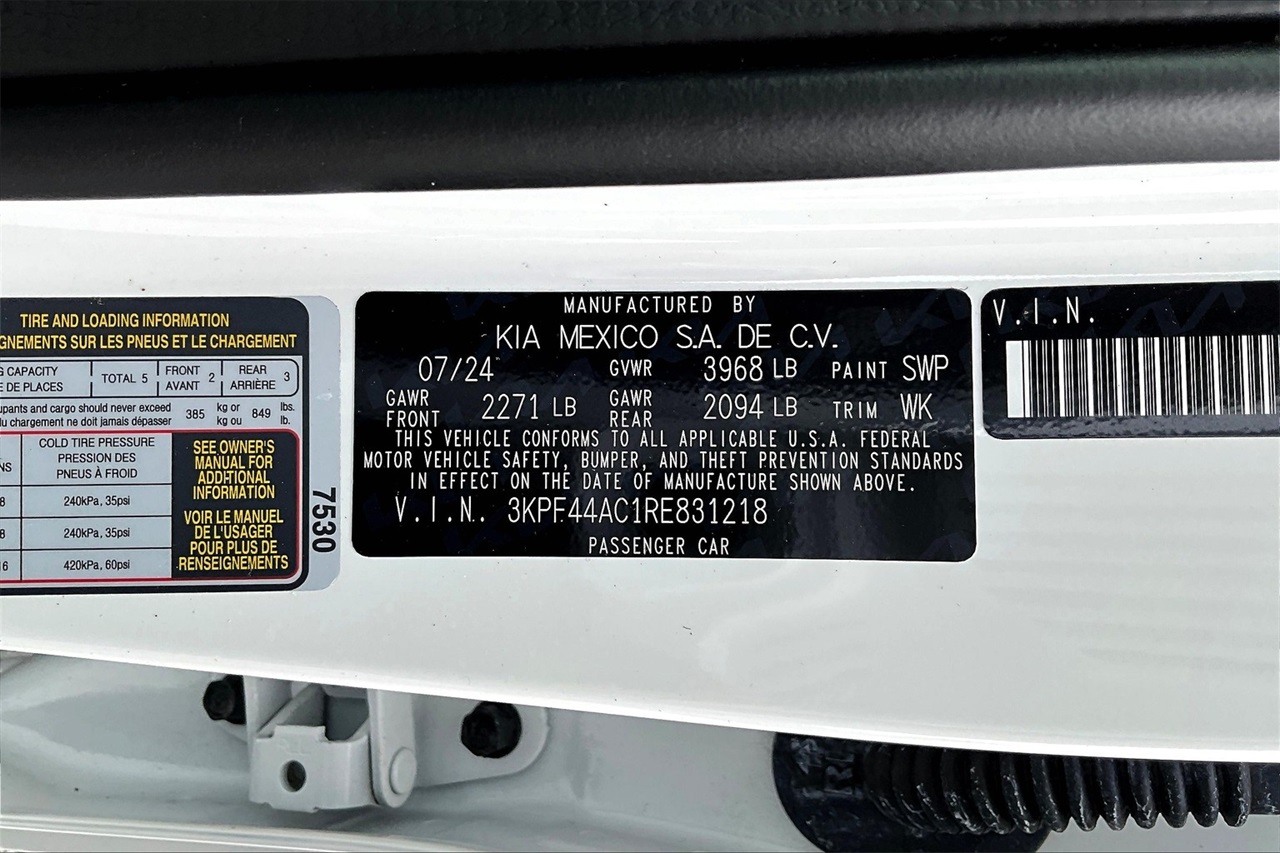 TIRE AND LOADING INFORMATION
SUR LES PNEUS ET LE CHARGEMENT
CAPACITY
DE PLACES
TOTAL 5
FRONT
AVANT 2
REAR
ARRIÈRE 3
and cargo should never exceed
du chargement ne doit jamais dépasser
385
kg or
kg ou
849
lbs.
lb.
COLD TIRE PRESSURE
PRESSION DES
PNEUS À FROID
240kPa, 35psi
240kPa, 35psi
420kPa, 60psi
SEE OWNER'S
MANUAL FOR
ADDITIONAL
INFORMATION
VOIR LE MANUEL
DE L'USAGER
POUR PLUS DE
RENSEIGNEMENTS
7530
MANUFACTURED BY
KIA MEXICO S.A. DE C.V.
07/24 GVWR 3968 LB PAINT SWP
GAWR FRONT 2271 LB GAWR REAR 2094 LB TRIM WK
THIS VEHICLE CONFORMS TO ALL APPLICABLE U.S.A. FEDERAL
MOTOR VEHICLE SAFETY, BUMPER, AND THEFT PREVENTION STANDARDS
IN EFFECT ON THE DATE OF MANUFACTURE SHOWN ABOVE.
V.I.N. 3KPF44AC1RE831218
PASSENGER CAR
V.I.N.